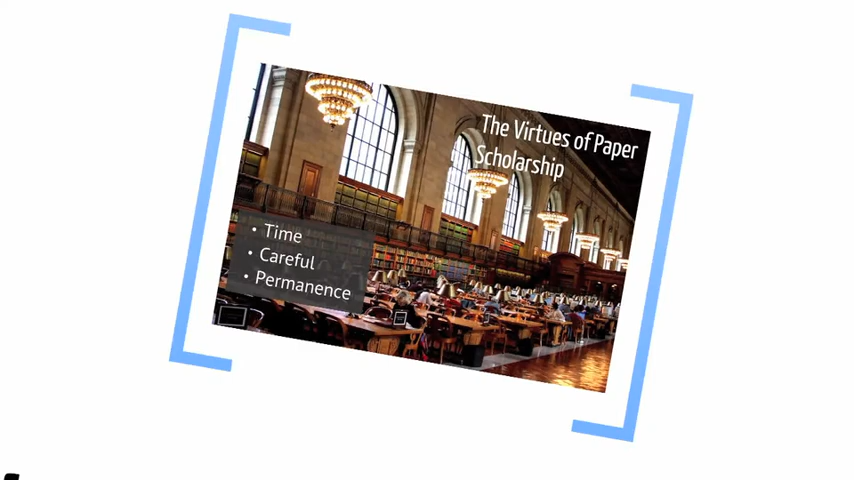 The Virtues of Paper
Scholarship
• Time
• Careful
• Permanence